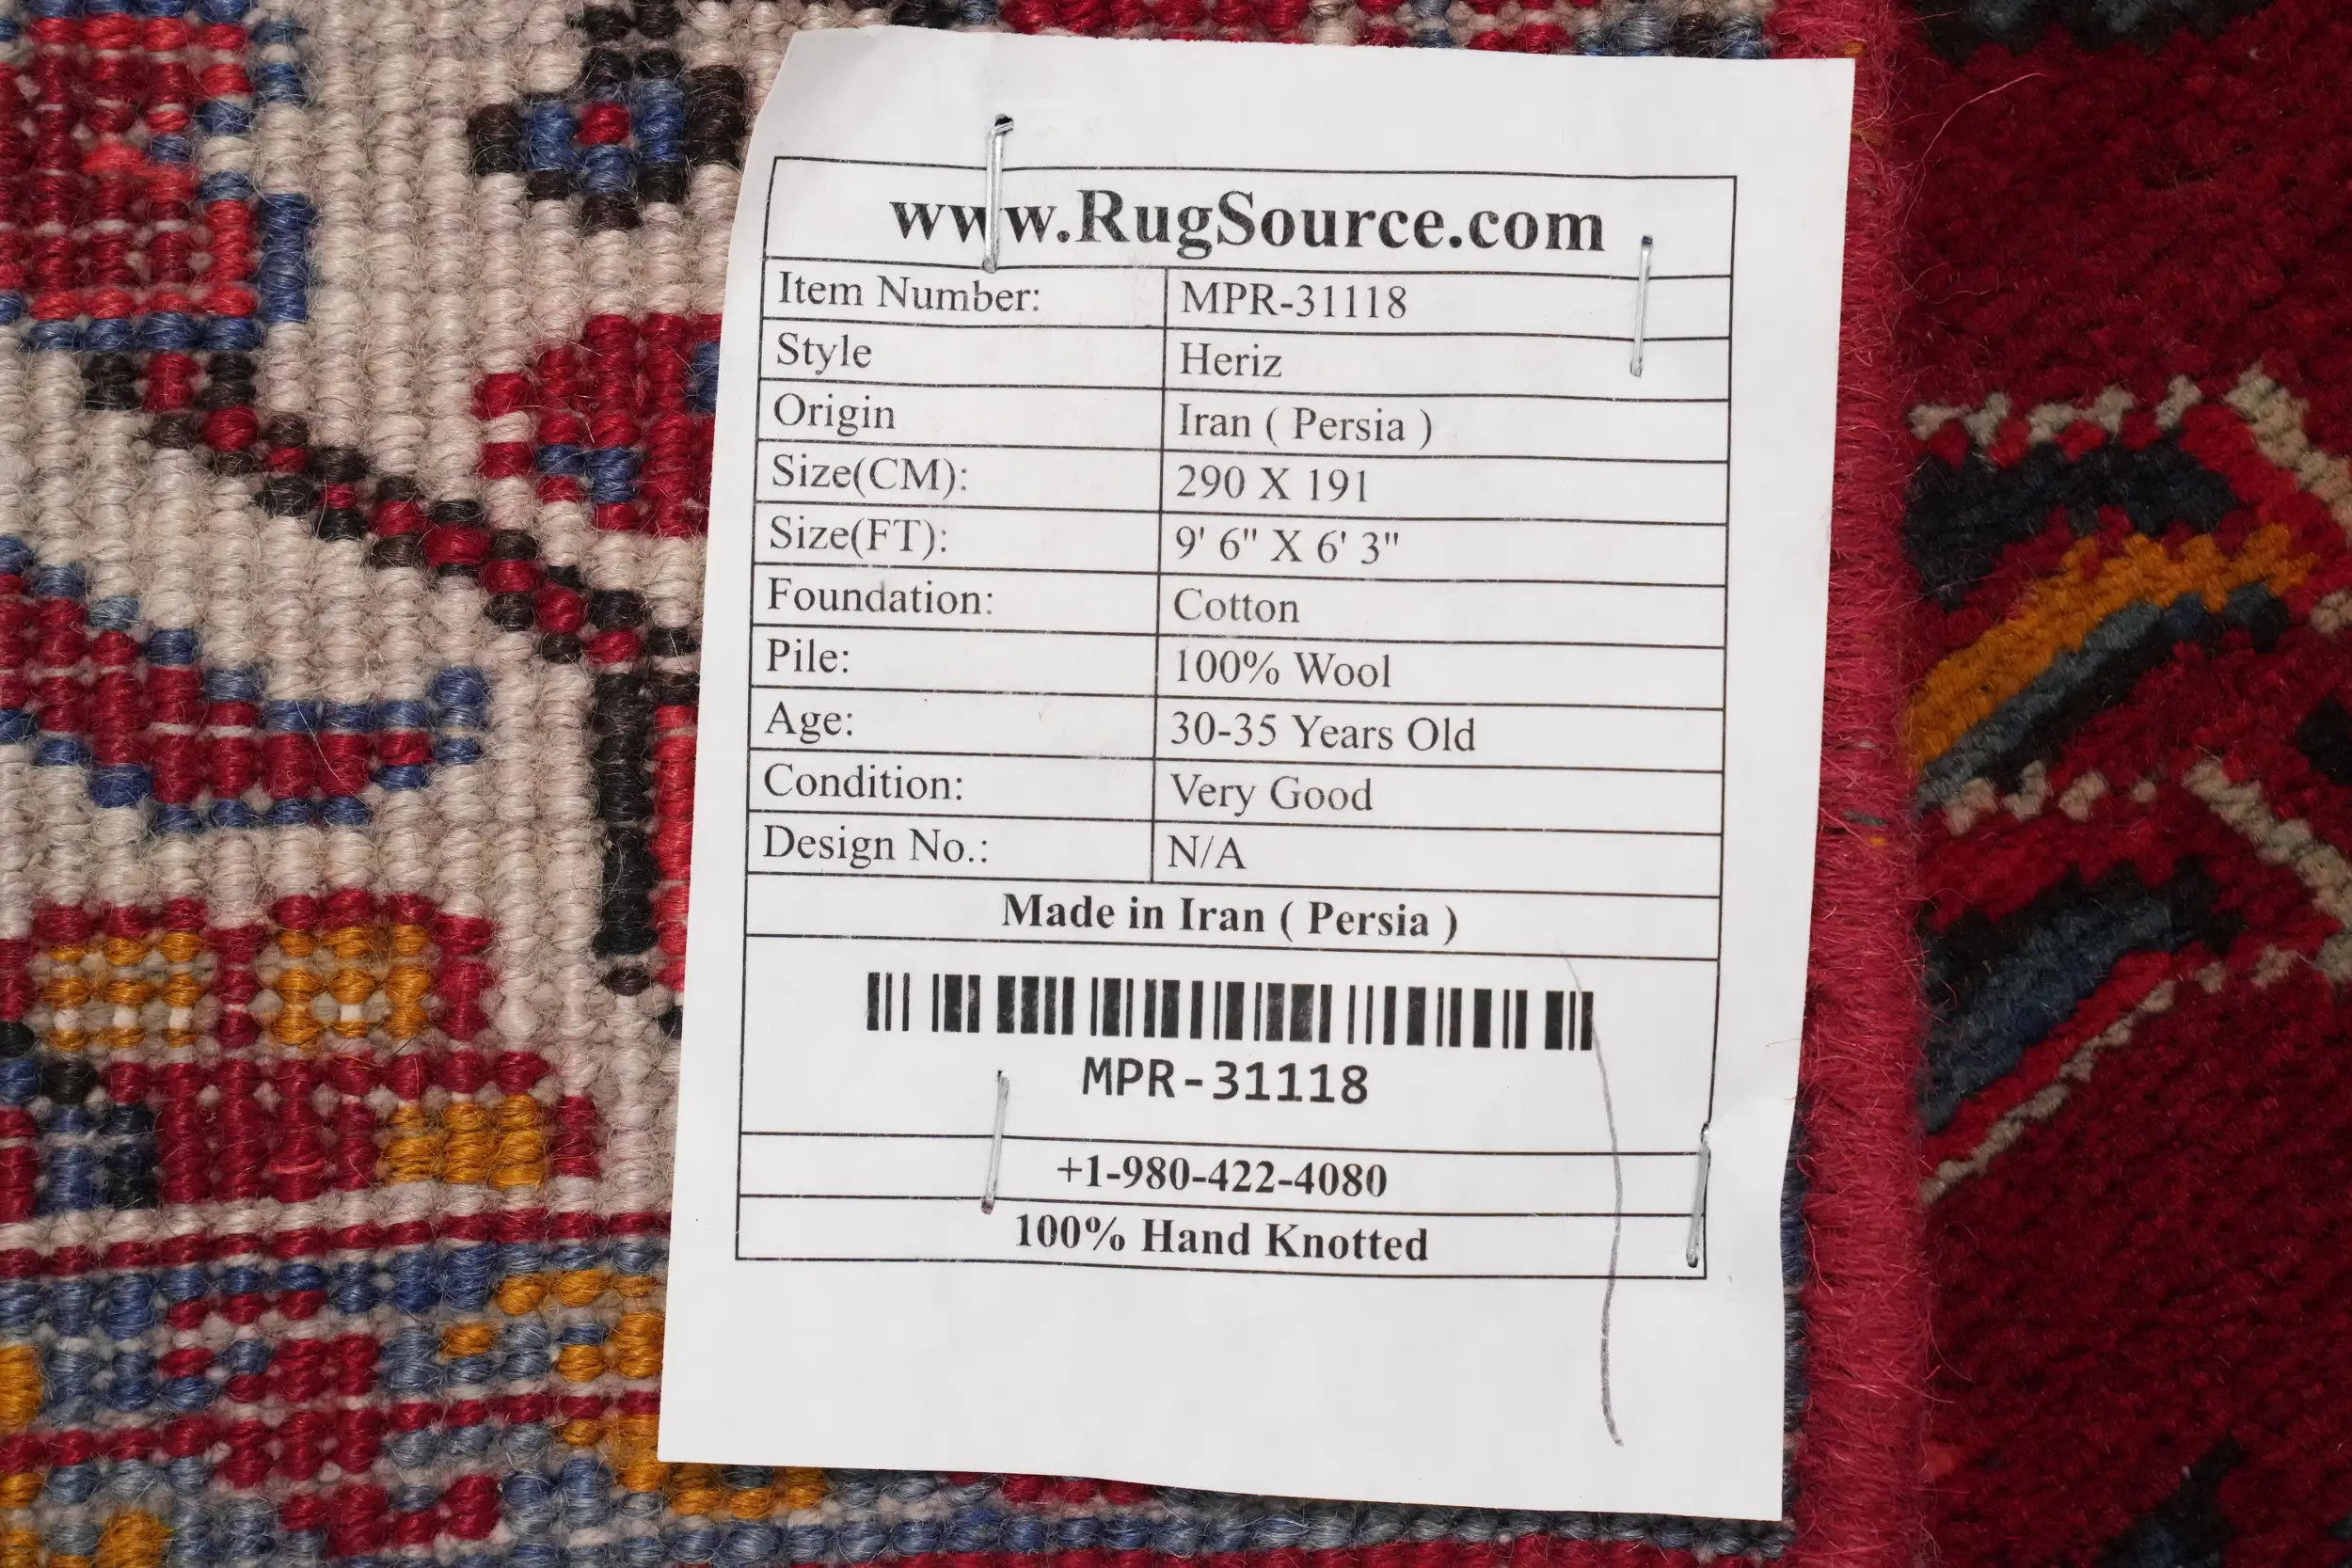 www.RugSource.com
Item Number: MPR-31118
Style Heriz
Origin Iran ( Persia )
Size(CM): 290 X 191
Size(FT): 9' 6" X 6' 3"
Foundation: Cotton
Pile: 100% Wool
Age: 30-35 Years Old
Condition: Very Good
Design No.: N/A
Made in Iran ( Persia )
MPR-31118
+1-980-422-4080
100% Hand Knotted